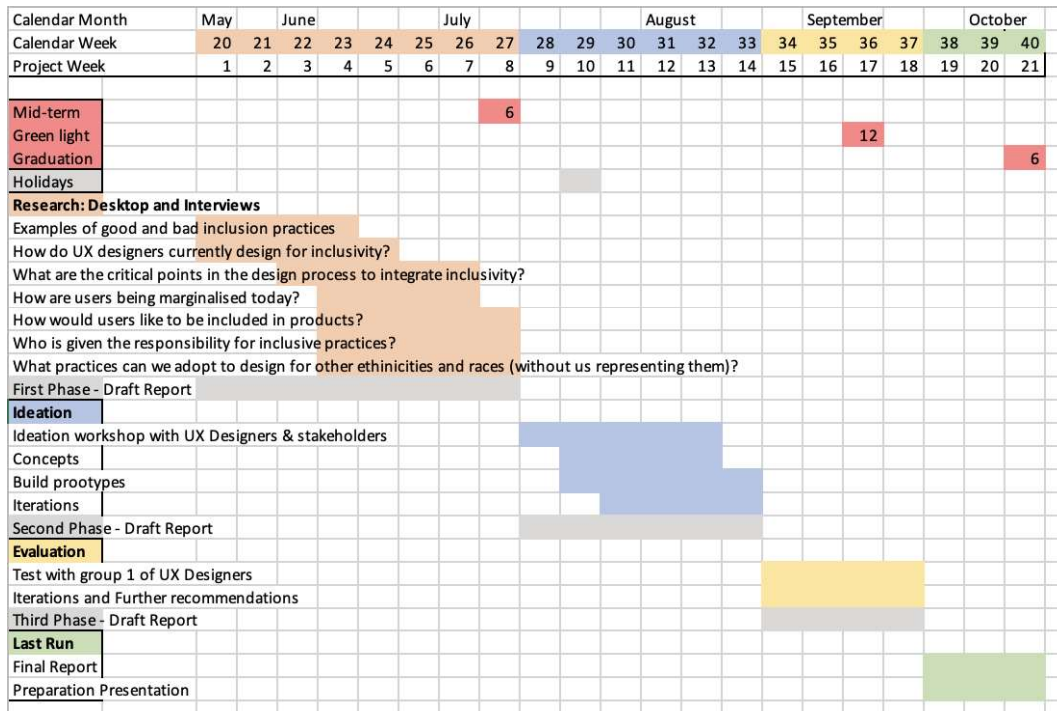 Calendar Month May June July August September October
Calendar Week 20 21 22 23 24 25 26 27 28 29 30 31 32 33 34 35 36 37 38 39 40
Project Week 1 2 3 4 5 6 7 8 9 10 11 12 13 14 15 16 17 18 19 20 21
Mid-term 6
Green light 12
Graduation 6
Holidays
Research: Desktop and Interviews
Examples of good and bad inclusion practices
How do UX designers currently design for inclusivity?
What are the critical points in the design process to integrate inclusivity?
How are users being marginalised today?
How would users like to be included in products?
Who is given the responsibility for inclusive practices?
What practices can we adopt to design for other ethinicities and races (without us representing them)?
First Phase - Draft Report
Ideation
Ideation workshop with UX Designers & stakeholders
Concepts
Build prootypes
Iterations
Second Phase - Draft Report
Evaluation
Test with group 1 of UX Designers
Iterations and Further recommendations
Third Phase - Draft Report
Last Run
Final Report
Preparation Presentation